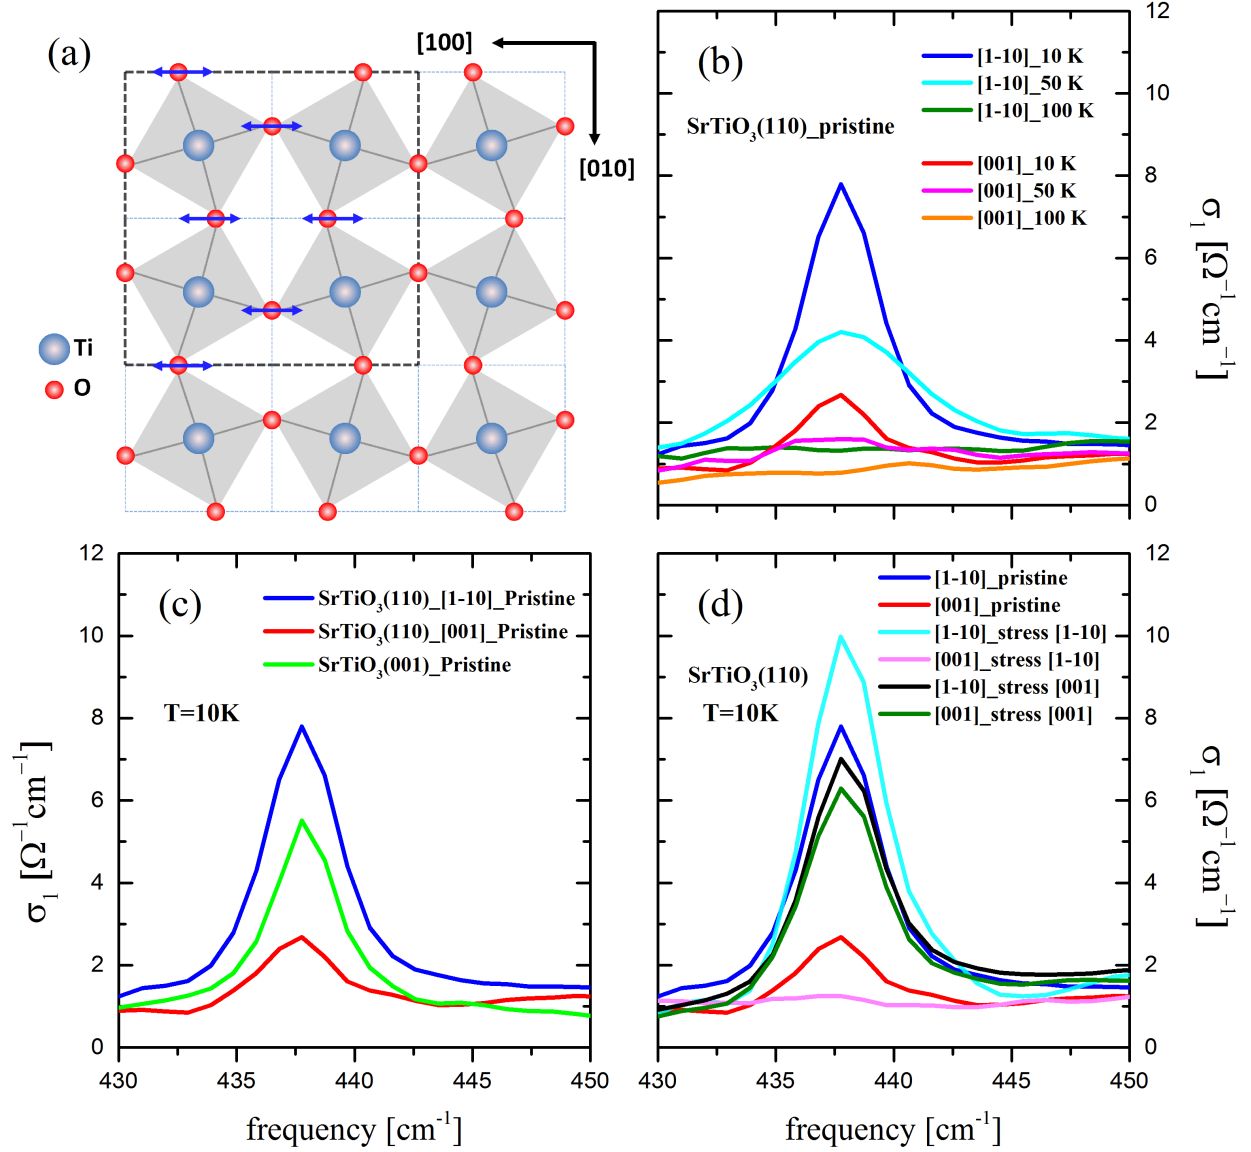 (a)
[100]
[010]
Ti
O
(b)
SrTiO₃(110)_pristine
[1-10]_10 K
[1-10]_50 K
[1-10]_100 K
[001]_10 K
[001]_50 K
[001]_100 K
12
10
8
6
4
2
0
σ₁ [Ω⁻¹cm⁻¹]
(c)
SrTiO₃(110)_[1-10]_Pristine
SrTiO₃(110)_[001]_Pristine
SrTiO₃(001)_Pristine
T=10K
12
10
8
6
4
2
0
σ₁ [Ω⁻¹cm⁻¹]
430
435
440
445
450
frequency [cm⁻¹]
(d)
[1-10]_pristine
[001]_pristine
[1-10]_stress [1-10]
[001]_stress [1-10]
[1-10]_stress [001]
[001]_stress [001]
SrTiO₃(110)
T=10K
12
10
8
6
4
2
0
σ₁ [Ω⁻¹cm⁻¹]
430
435
440
445
450
frequency [cm⁻¹]